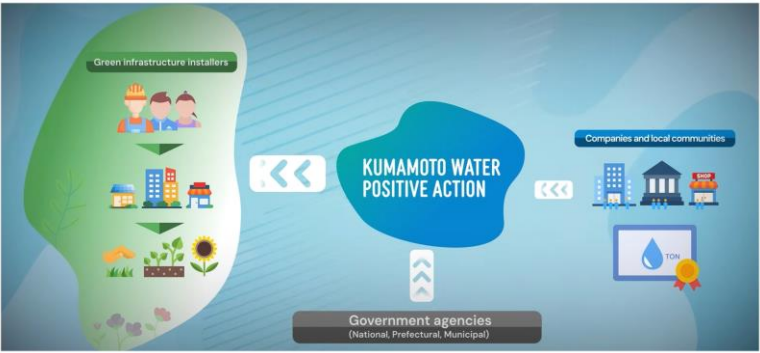 Green infrastructure installers
KUMAMOTO WATER
POSITIVE ACTION
Companies and local communities
SHOP
TON
Government agencies
(National, Prefectural, Municipal)